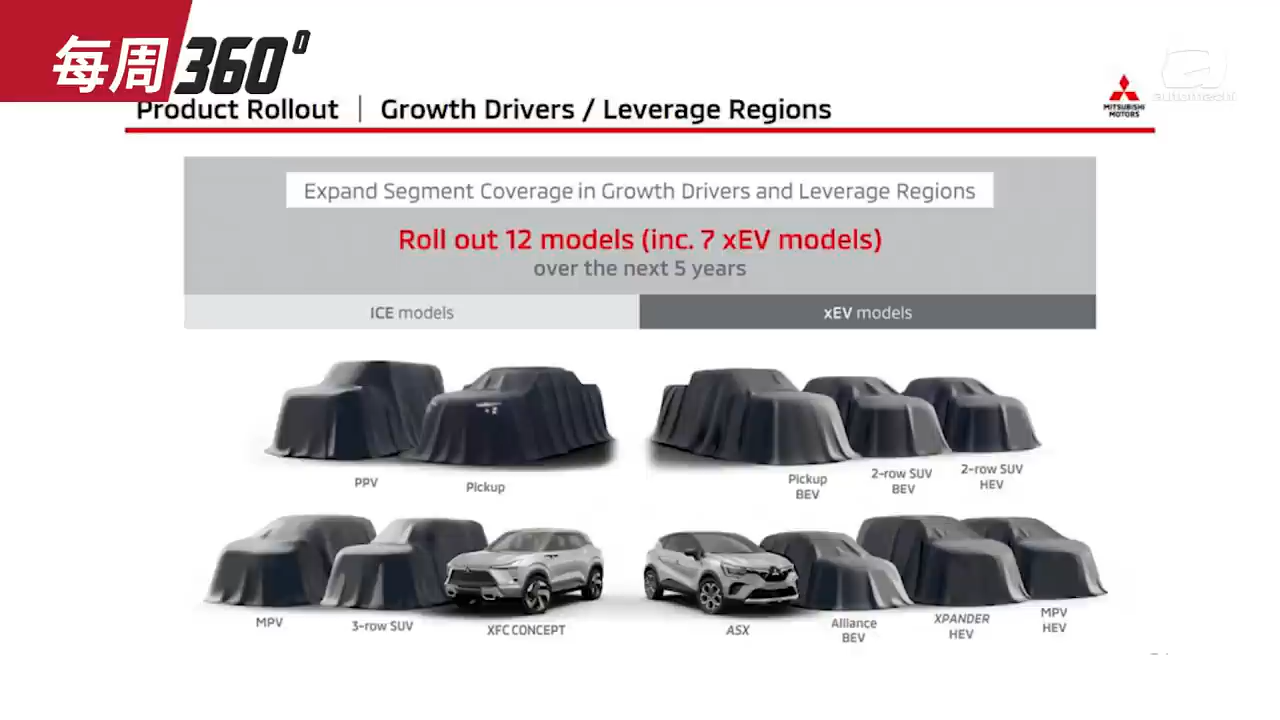 每周360°
Product Rollout | Growth Drivers / Leverage Regions
MITSUBISHI
MOTORS
automachi
Expand Segment Coverage in Growth Drivers and Leverage Regions
Roll out 12 models (inc. 7 xEV models)
over the next 5 years
ICE models
xEV models
PPV
Pickup
Pickup
BEV
2-row SUV
BEV
2-row SUV
HEV
MPV
3-row SUV
XFC CONCEPT
ASX
Alliance
BEV
XPANDER
HEV
MPV
HEV